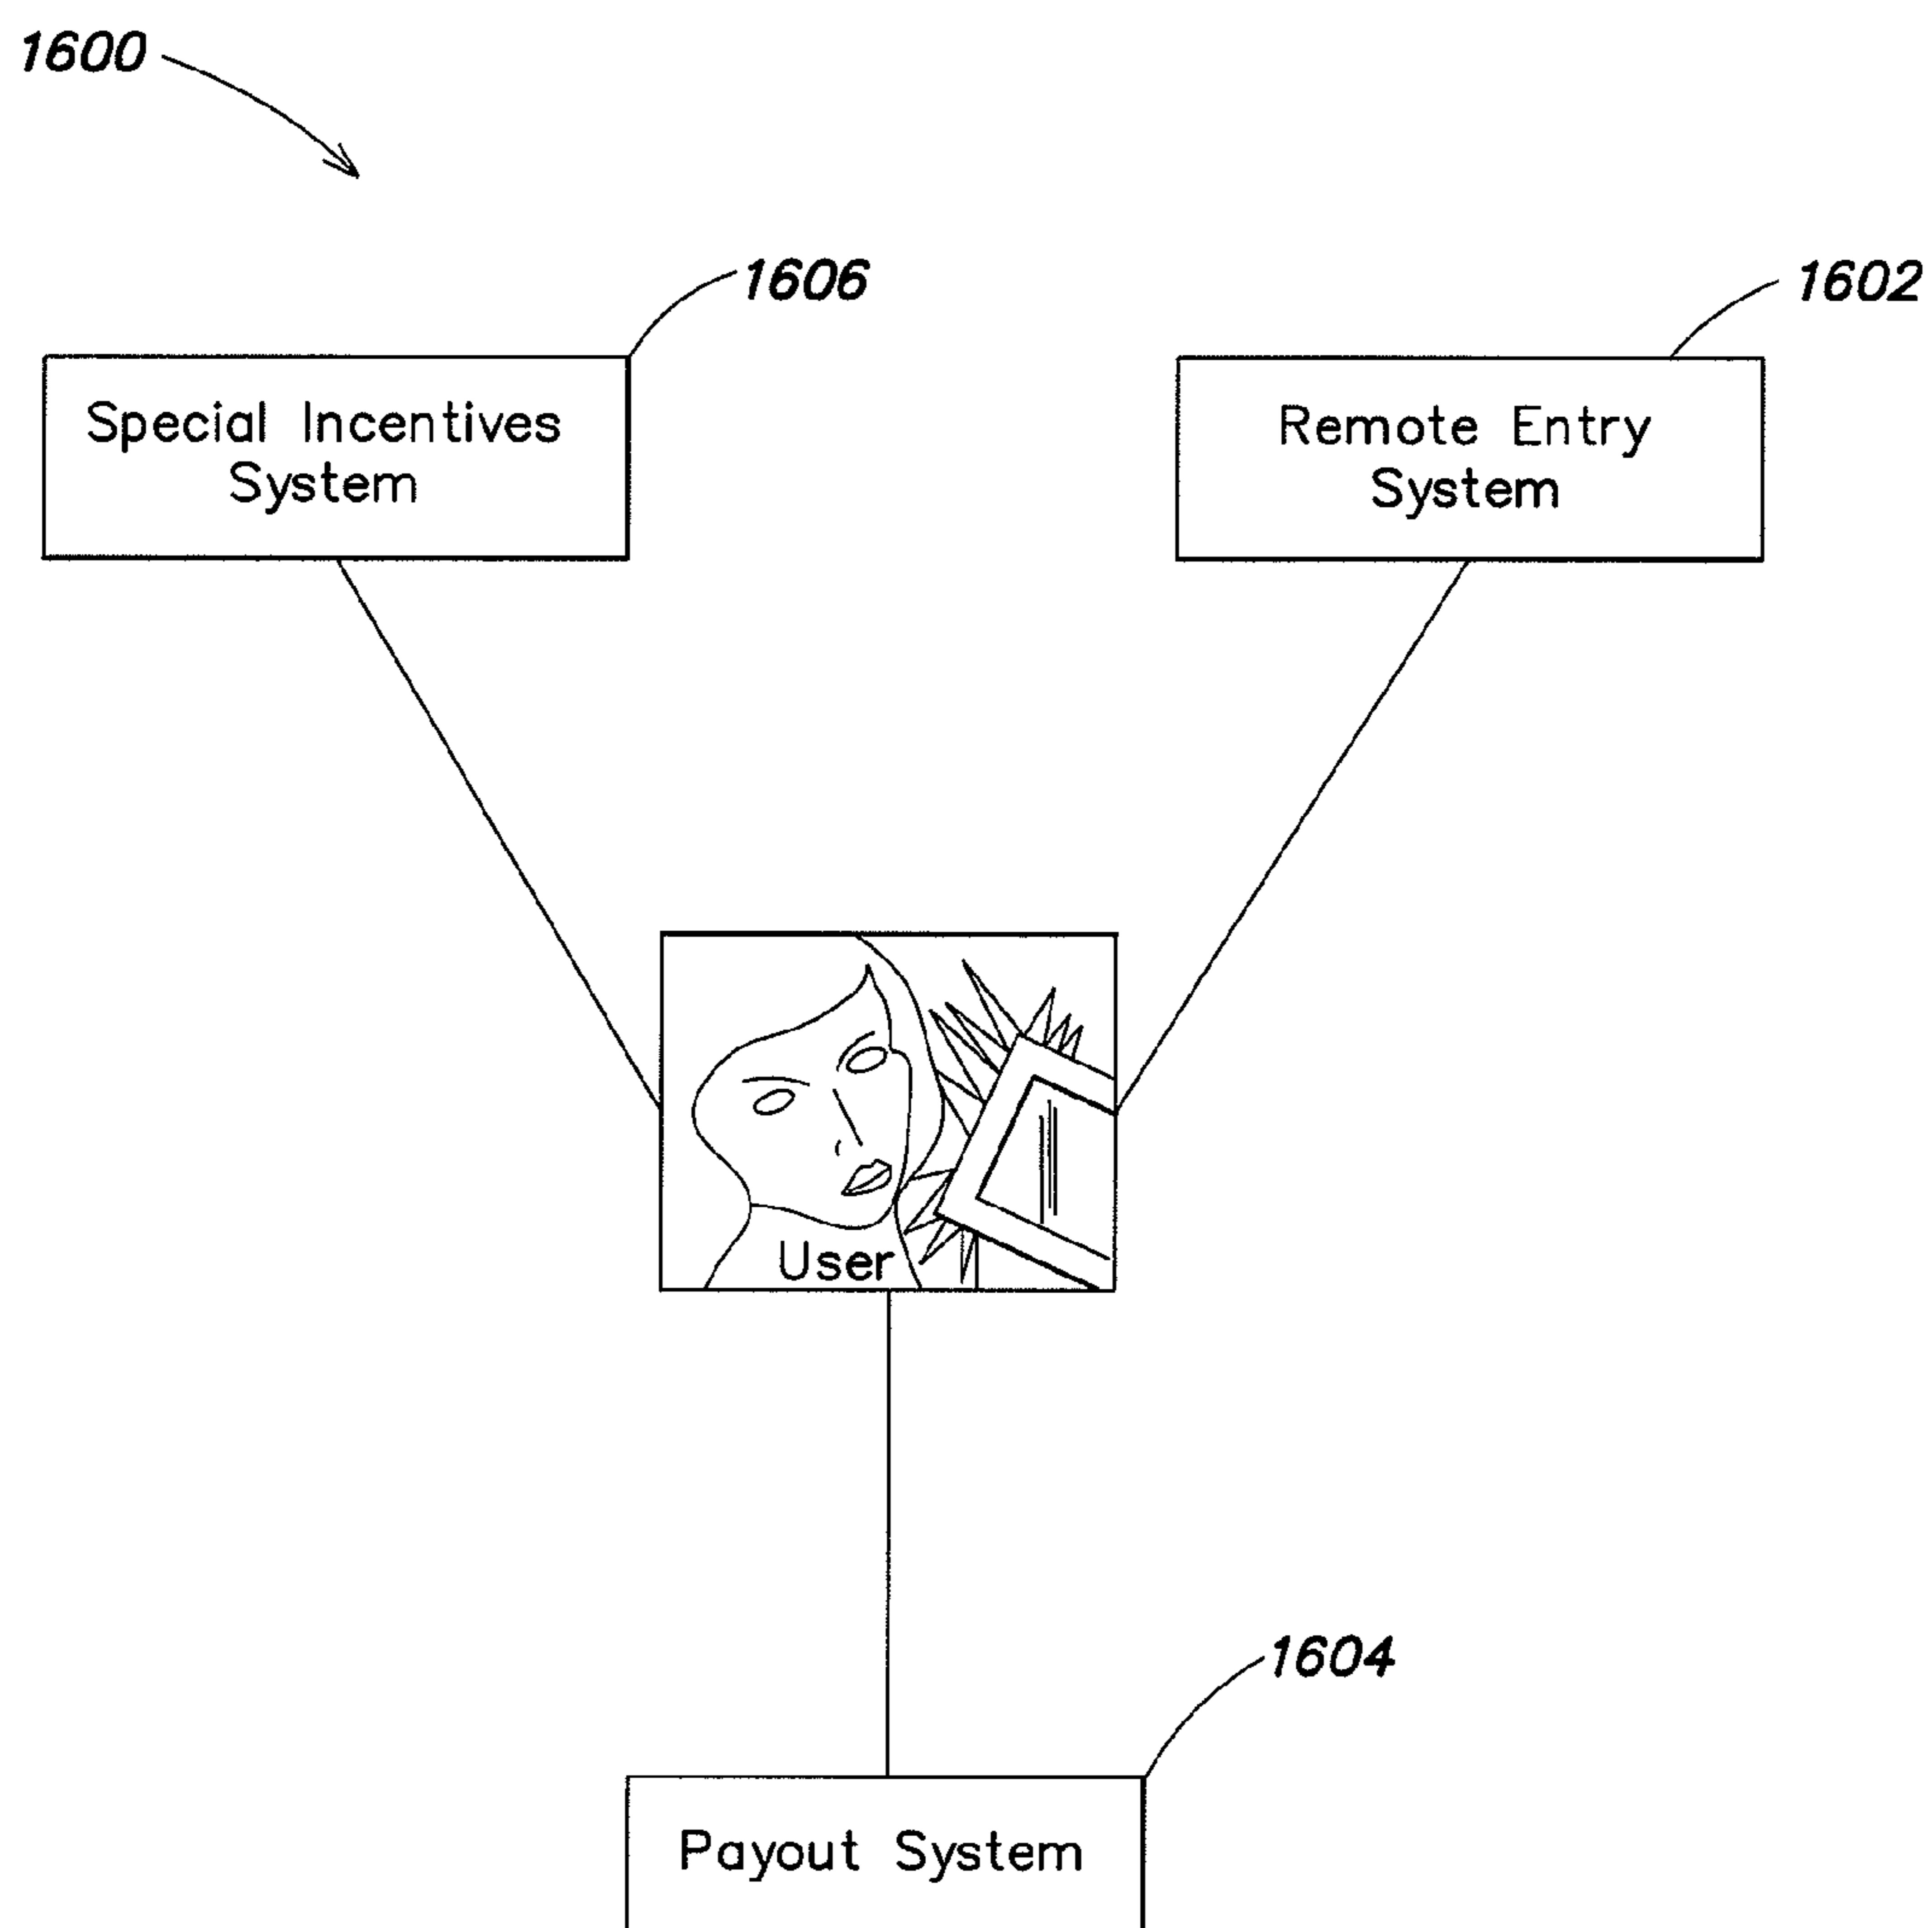 1600
1606
1602
Special Incentives
System
Remote Entry
System
User
1604
Payout System